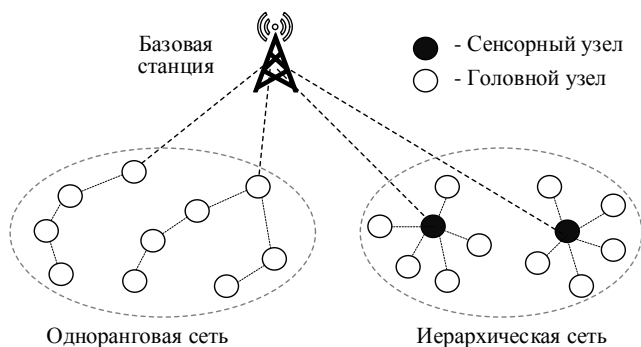 Базовая
станция
- Сенсорный узел
- Головной узел
Одноранговая сеть
Иерархическая сеть